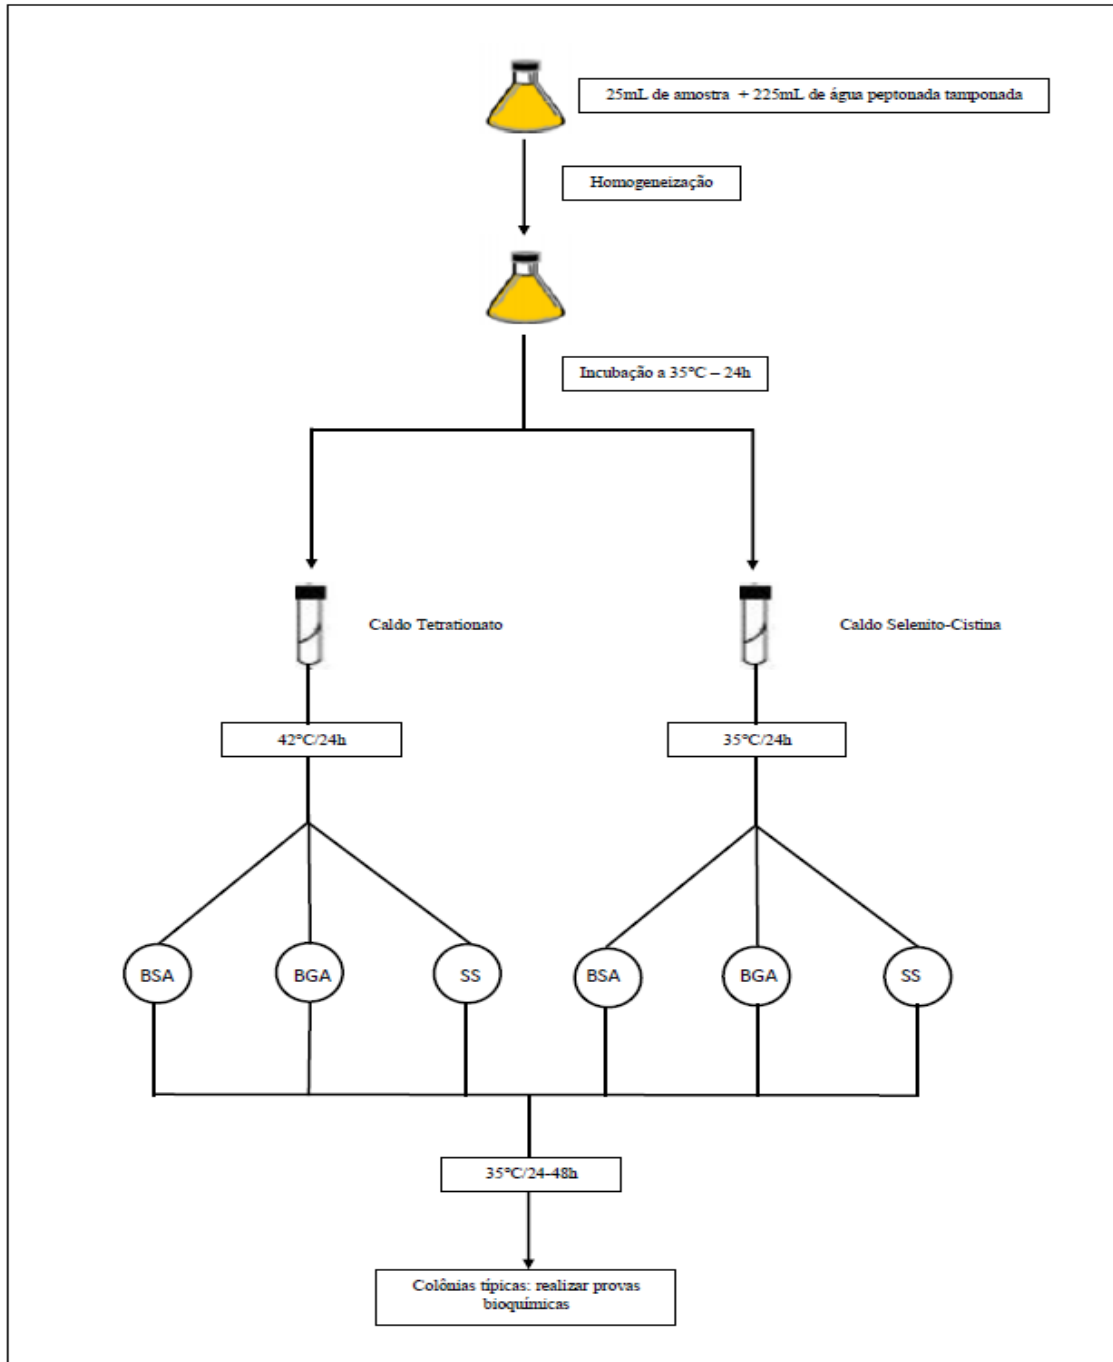 25mL de amostra + 225mL de água peptonada tamponada
Homogeneização
Incubação a 35°C – 24h
Caldo Tetrationato
Caldo Selenito-Cistina
42°C/24h
35°C/24h
BSA
BGA
SS
BSA
BGA
SS
35°C/24-48h
Colônias típicas: realizar provas
bioquímicas